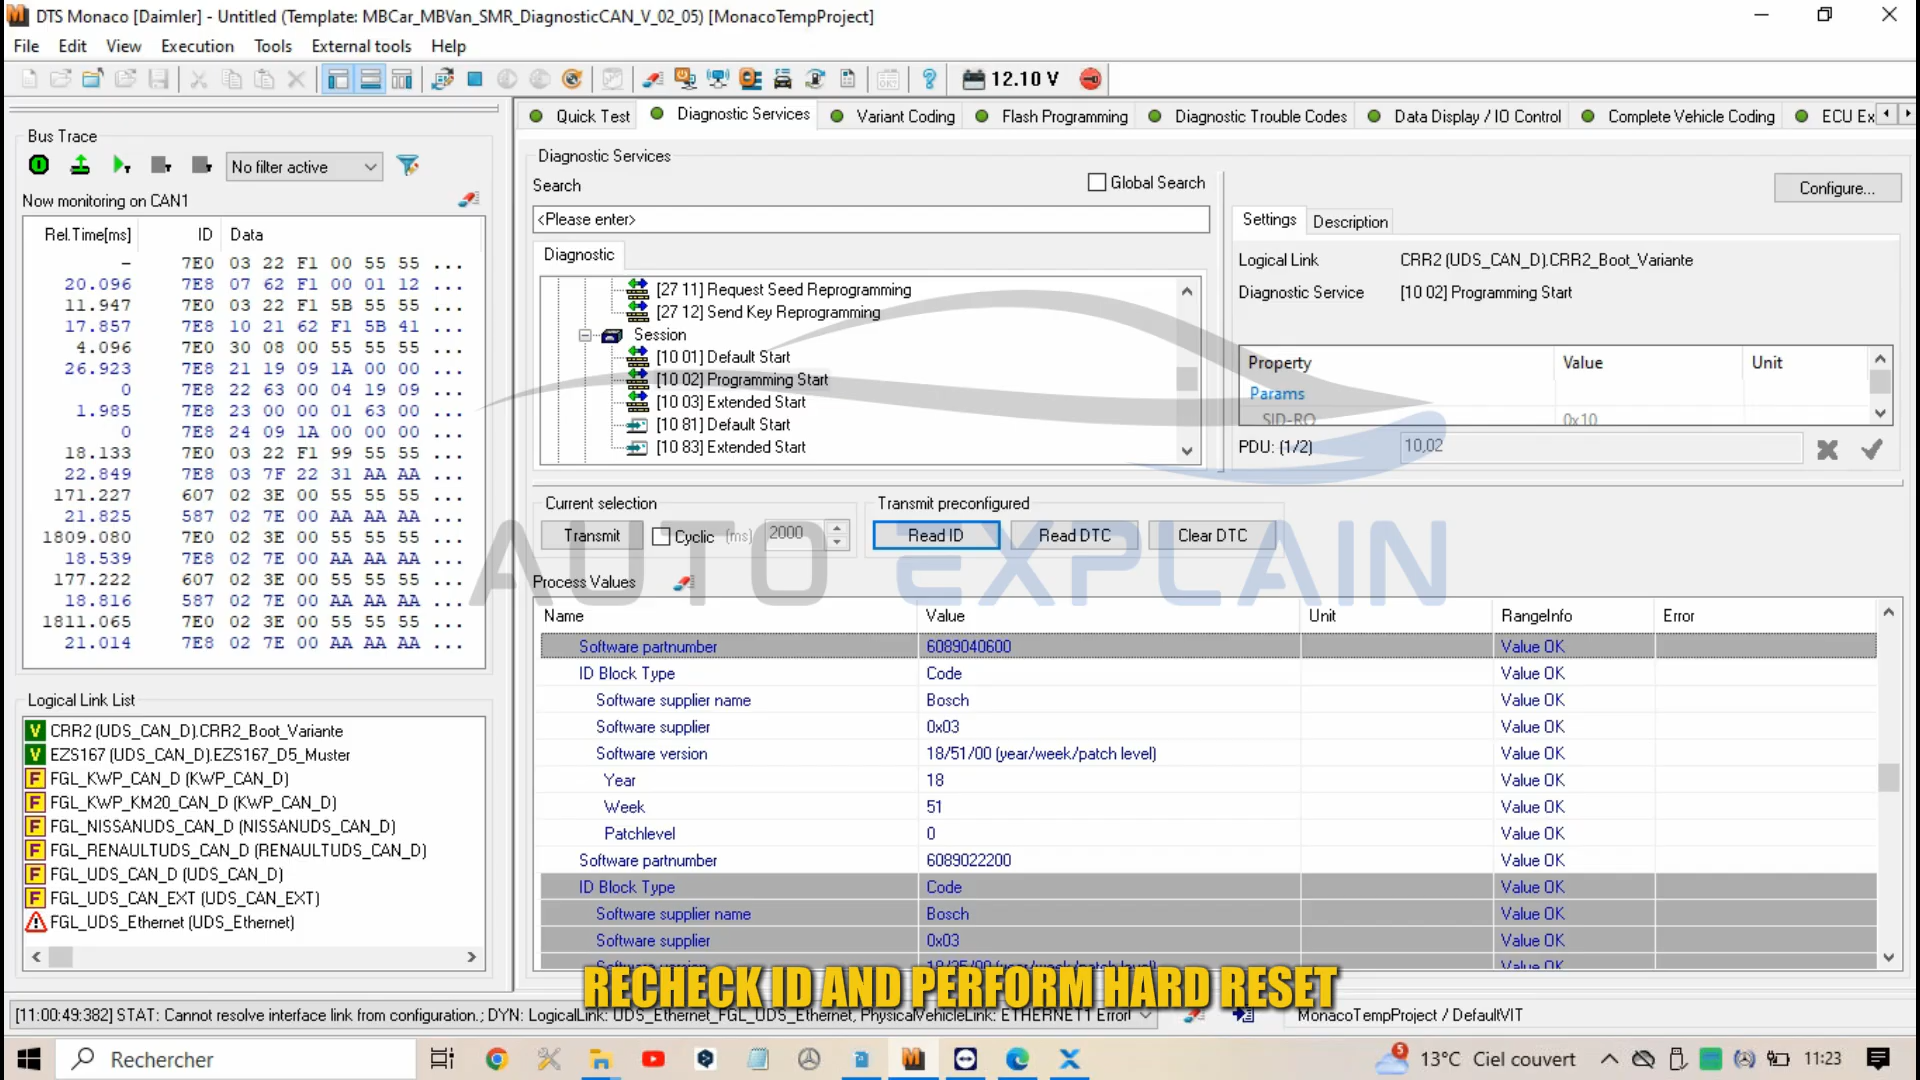 DTS Monaco [Daimler] - Untitled (Template: MBCar_MBVan_SMR_DiagnosticCAN_V_02_05) [MonacoTempProject]
File Edit View Execution Tools External tools Help
12.10 V
Bus Trace
No filter active
Now monitoring on CAN1
Rel.Time[ms] ID Data
- 7E0 03 22 F1 00 55 55 ...
20.096 7E8 07 62 F1 00 01 12 ...
11.947 7E0 03 22 F1 5B 55 55 ...
17.857 7E8 10 21 62 F1 5B 41 ...
4.096 7E0 30 08 00 55 55 55 ...
26.923 7E8 21 19 09 1A 00 00 ...
0 7E8 22 63 00 04 19 09 ...
1.985 7E8 23 00 00 01 63 00 ...
0 7E8 24 09 1A 00 00 00 ...
18.133 7E0 03 22 F1 99 55 55 ...
22.849 7E8 03 7F 22 31 AA AA ...
171.227 607 02 3E 00 55 55 55 ...
21.825 587 02 7E 00 AA AA AA ...
1809.080 7E0 02 3E 00 55 55 55 ...
18.539 7E8 02 7E 00 AA AA AA ...
177.222 607 02 3E 00 55 55 55 ...
18.816 587 02 7E 00 AA AA AA ...
1811.065 7E0 02 3E 00 55 55 55 ...
21.014 7E8 02 7E 00 AA AA AA ...
Logical Link List
V CRR2 (UDS_CAN_D).CRR2_Boot_Variante
V EZS167 (UDS_CAN_D).EZS167_D5_Muster
F FGL_KWP_CAN_D (KWP_CAN_D)
F FGL_KWP_KM20_CAN_D (KWP_CAN_D)
F FGL_NISSANUDS_CAN_D (NISSANUDS_CAN_D)
F FGL_RENAULTUDS_CAN_D (RENAULTUDS_CAN_D)
F FGL_UDS_CAN_D (UDS_CAN_D)
F FGL_UDS_CAN_EXT (UDS_CAN_EXT)
FGL_UDS_Ethernet (UDS_Ethernet)
Quick Test Diagnostic Services Variant Coding Flash Programming Diagnostic Trouble Codes Data Display / IO Control Complete Vehicle Coding ECU Ex
Diagnostic Services
Search
Global Search
<Please enter>
Diagnostic
[27 11] Request Seed Reprogramming
[27 12] Send Key Reprogramming
Session
[10 01] Default Start
[10 02] Programming Start
[10 03] Extended Start
[10 81] Default Start
[10 83] Extended Start
Configure...
Settings Description
Logical Link CRR2 (UDS_CAN_D).CRR2_Boot_Variante
Diagnostic Service [10 02] Programming Start
Property Value Unit
Params
SID-RQ 0x10
PDU: (1/2) 10,02
Current selection
Transmit Cyclic (ms) 2000
Transmit preconfigured
Read ID Read DTC Clear DTC
AUTO EXPLAIN
Process Values
Name Value Unit RangeInfo Error
Software partnumber 6089040600 Value OK
ID Block Type Code Value OK
Software supplier name Bosch Value OK
Software supplier 0x03 Value OK
Software version 18/51/00 (year/week/patch level) Value OK
Year 18 Value OK
Week 51 Value OK
Patchlevel 0 Value OK
Software partnumber 6089022200 Value OK
ID Block Type Code Value OK
Software supplier name Bosch Value OK
Software supplier 0x03 Value OK
Software version (year/week/patch level) Value OK
RECHECK ID AND PERFORM HARD RESET
[11:00:49:382] STAT: Cannot resolve interface link from configuration.; DYN: LogicalLink: UDS_Ethernet_FGL_UDS_Ethernet, PhysicalVehicleLink: ETHERNET1 Error!
MonacoTempProject / DefaultVIT
Rechercher
5
13°C Ciel couvert
11:23